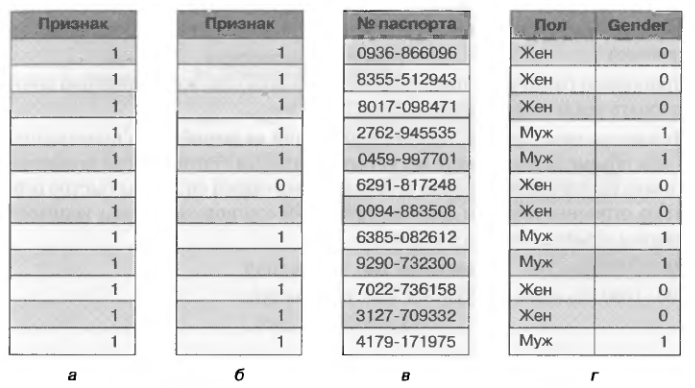 Признак Признак № паспорта Пол Gender
1 1 0936-866096 Жен 0
1 1 8355-512943 Жен 0
1 1 8017-098471 Жен 0
1 1 2762-945535 Муж 1
1 1 0459-997701 Муж 1
1 0 6291-817248 Жен 0
1 1 0094-883508 Жен 0
1 1 6385-082612 Муж 1
1 1 9290-732300 Муж 1
1 1 7022-736158 Жен 0
1 1 3127-709332 Жен 0
1 1 4179-171975 Муж 1
а б в г